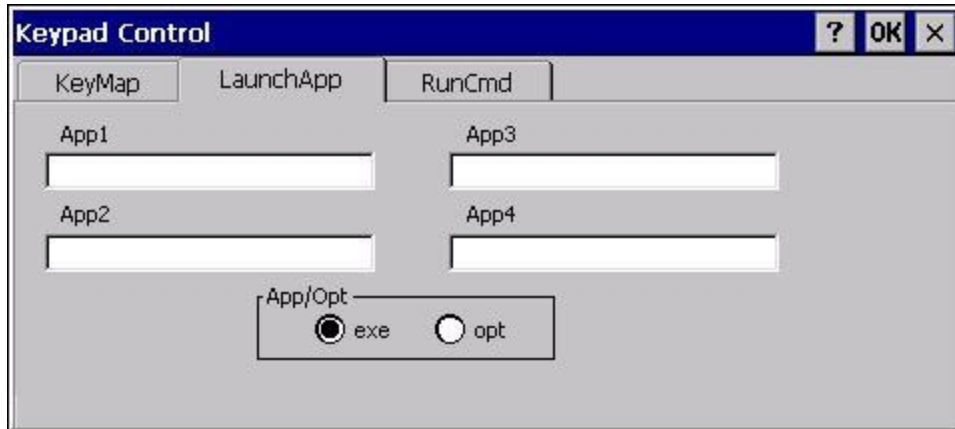 Keypad Control ? OK ×
KeyMap LaunchApp RunCmd
App1 App3
App2 App4
App/Opt
exe opt